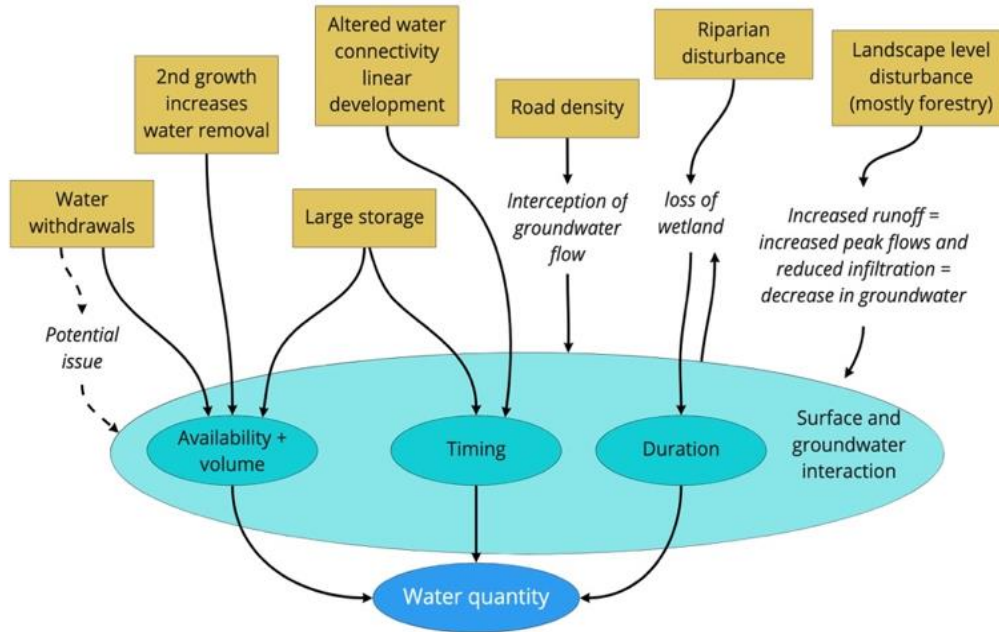 Altered water
connectivity
linear
development
Riparian
disturbance
Landscape level
disturbance
(mostly forestry)
2nd growth
increases
water removal
Road density
Water
withdrawals
Large storage
Interception of
groundwater
flow
loss of
wetland
Increased runoff =
increased peak flows and
reduced infiltration =
decrease in groundwater
Potential
issue
Availability +
volume
Timing
Duration
Surface and
groundwater
interaction
Water quantity